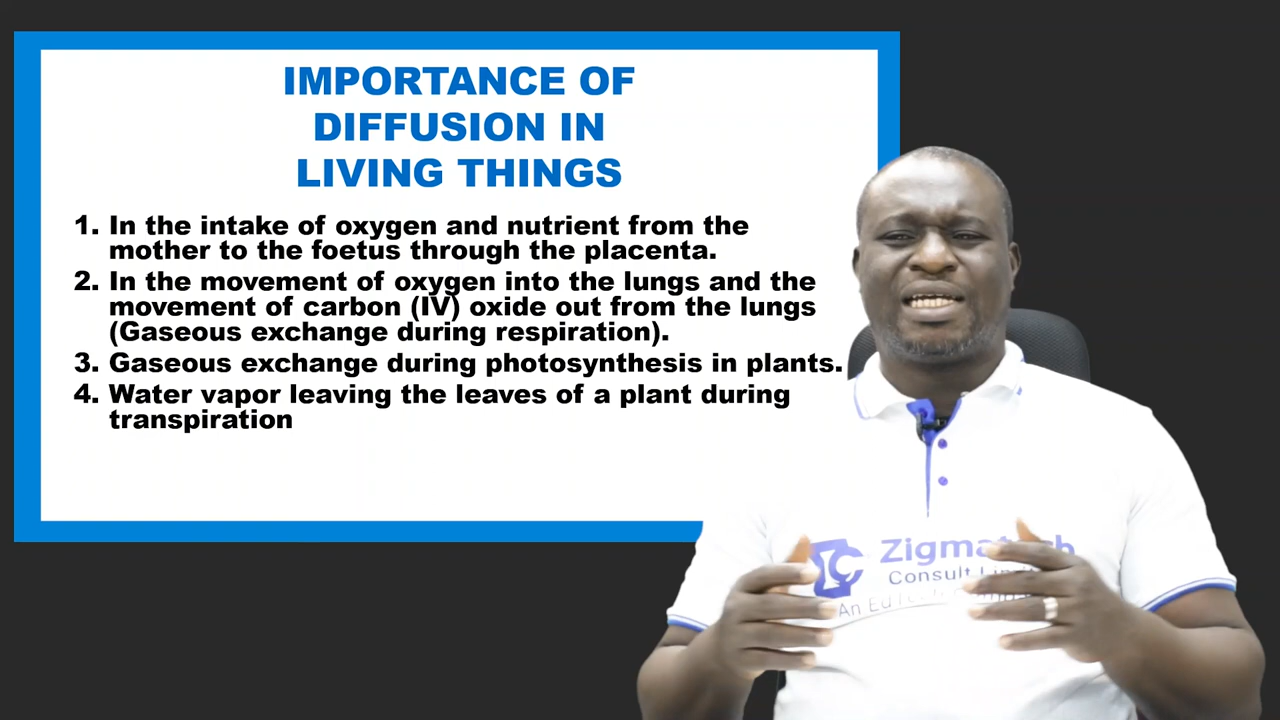 IMPORTANCE OF
DIFFUSION IN
LIVING THINGS
1. In the intake of oxygen and nutrient from the
mother to the foetus through the placenta.
2. In the movement of oxygen into the lungs and the
movement of carbon (IV) oxide out from the lungs
(Gaseous exchange during respiration).
3. Gaseous exchange during photosynthesis in plants.
4. Water vapor leaving the leaves of a plant during
transpiration
Consult
An EdTech